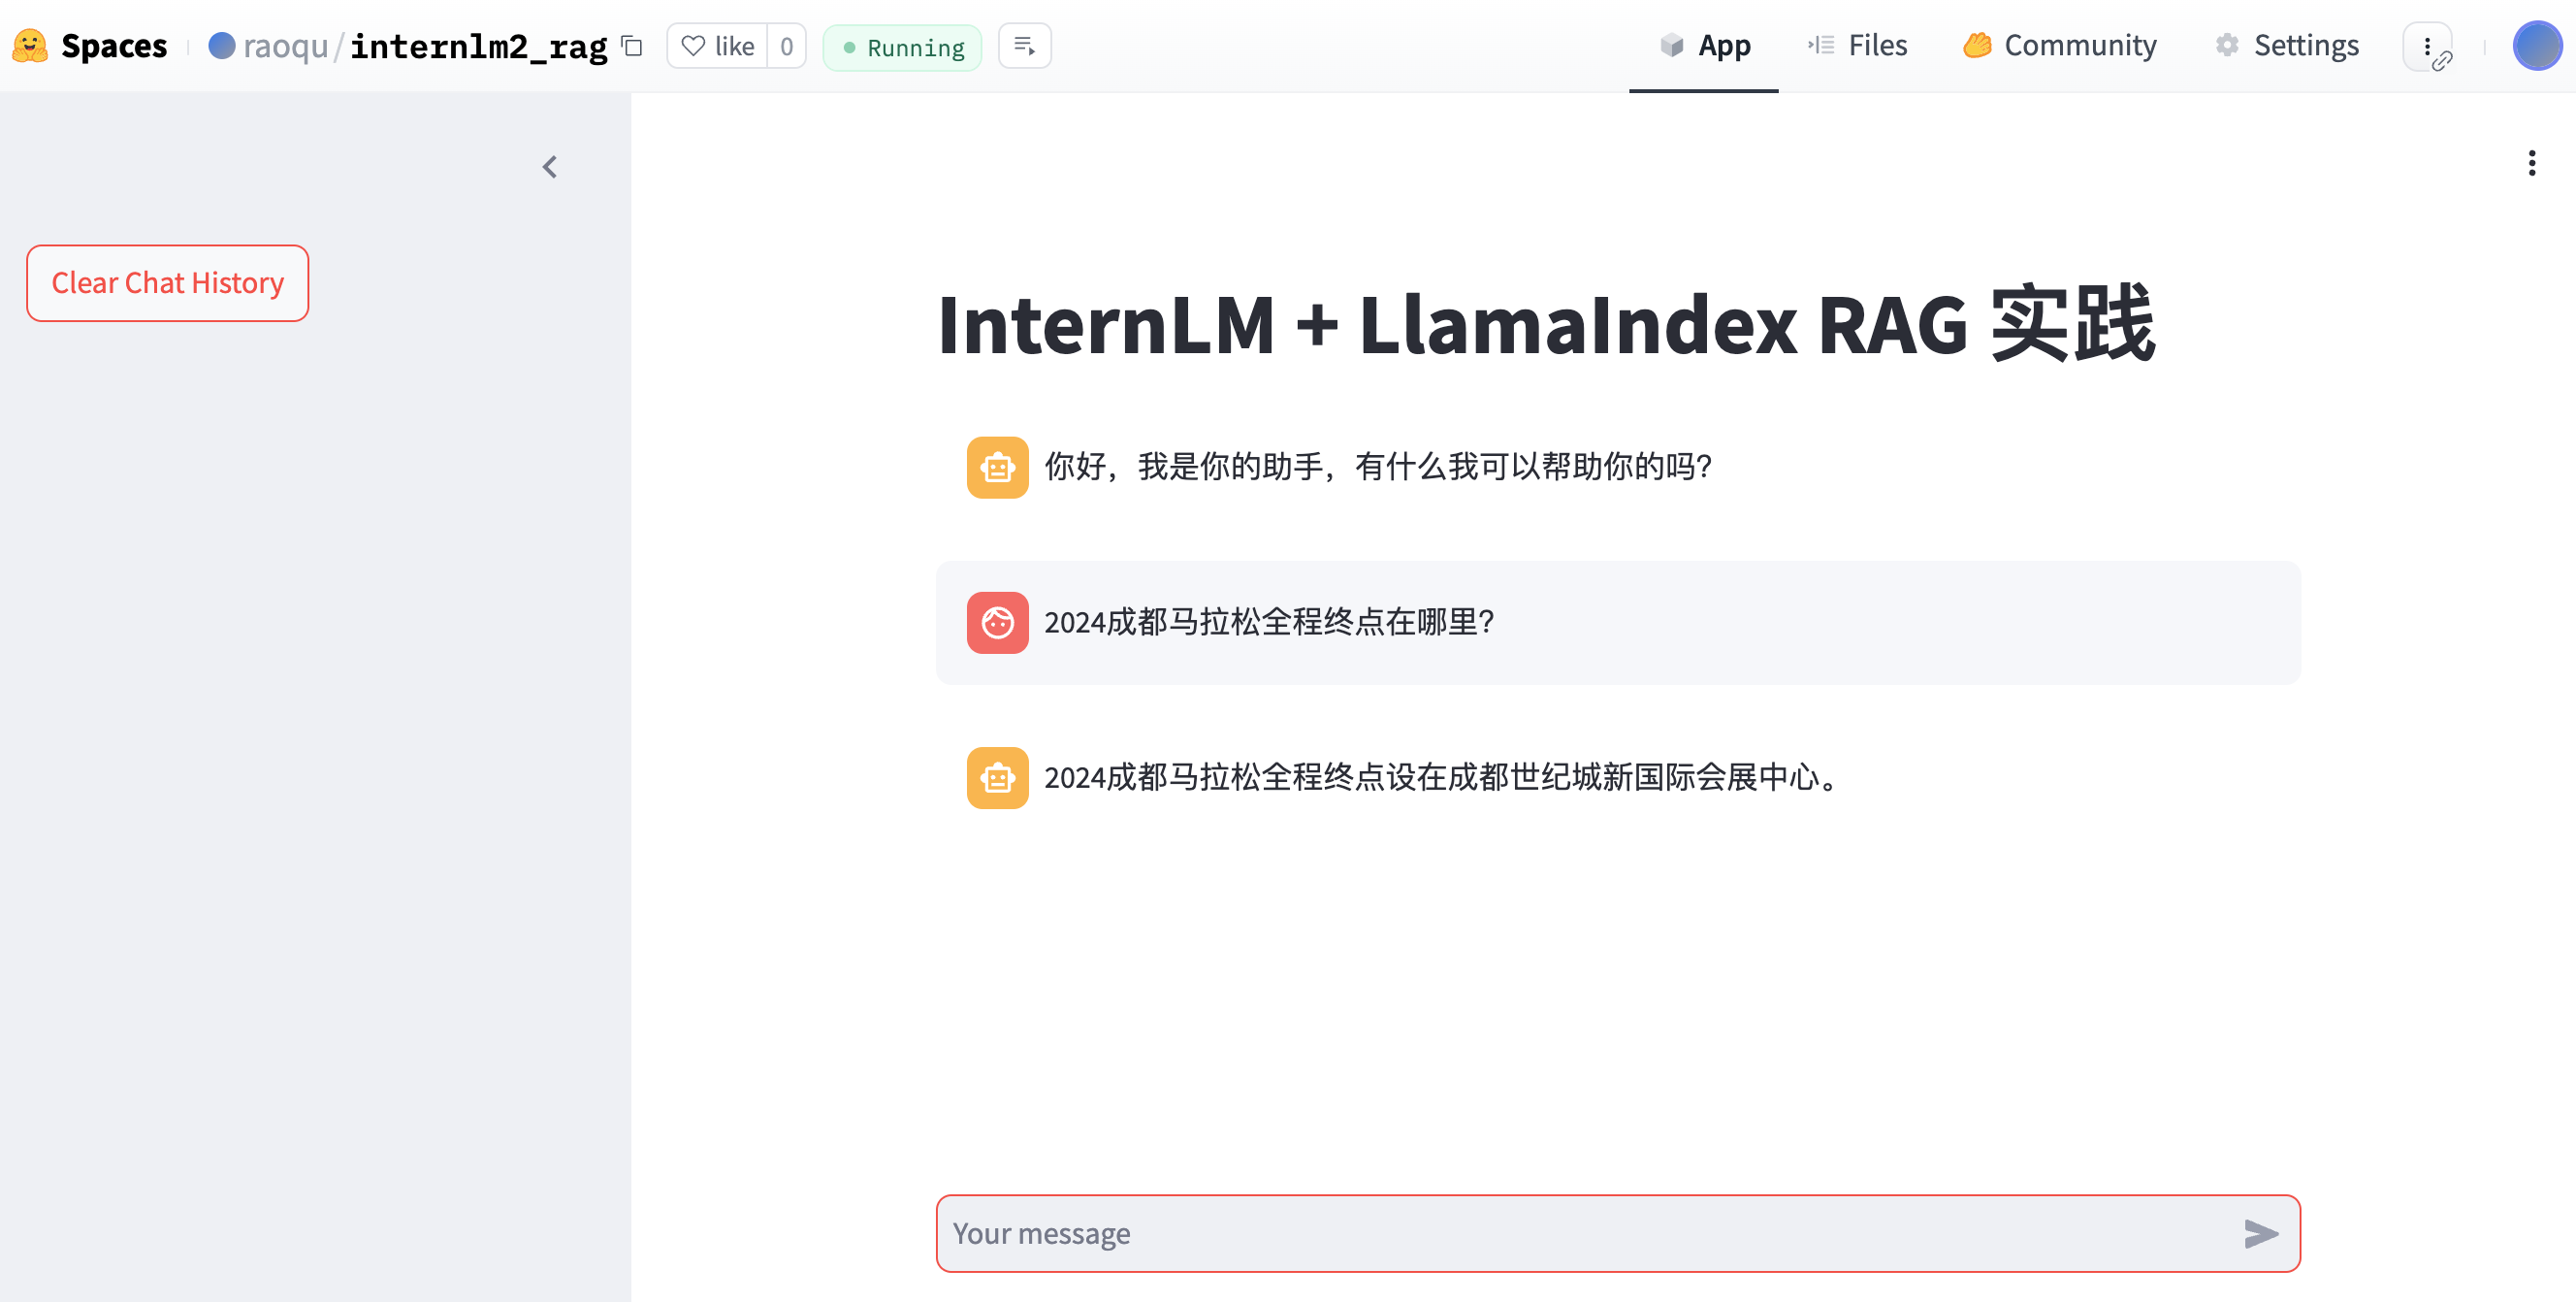 Spaces raoqu/internlm2_rag like 0 Running App Files Community Settings
Clear Chat History
InternLM + LlamaIndex RAG 实践
你好，我是你的助手，有什么我可以帮助你的吗？
2024成都马拉松全程终点在哪里？
2024成都马拉松全程终点设在成都世纪城新国际会展中心。
Your message